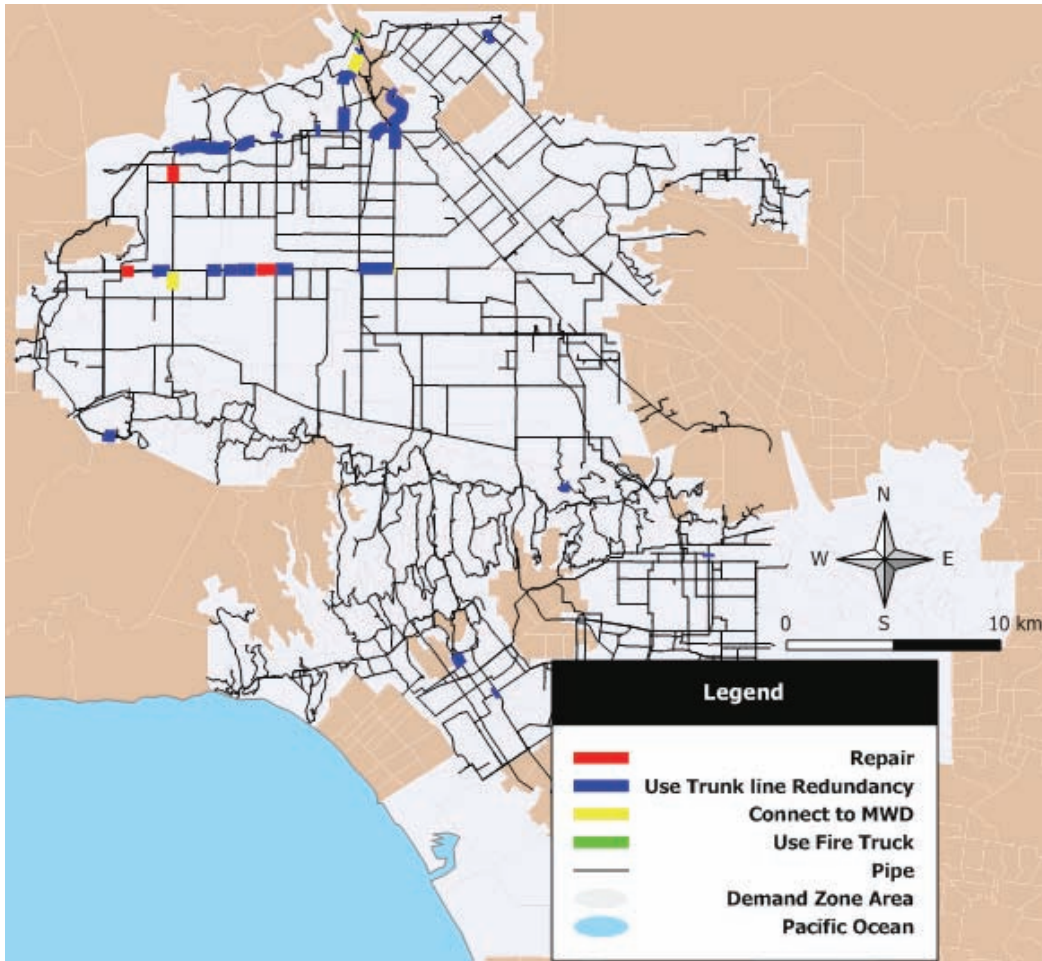 N
W E
S
0 10 km
Legend
Repair
Use Trunk line Redundancy
Connect to MWD
Use Fire Truck
Pipe
Demand Zone Area
Pacific Ocean